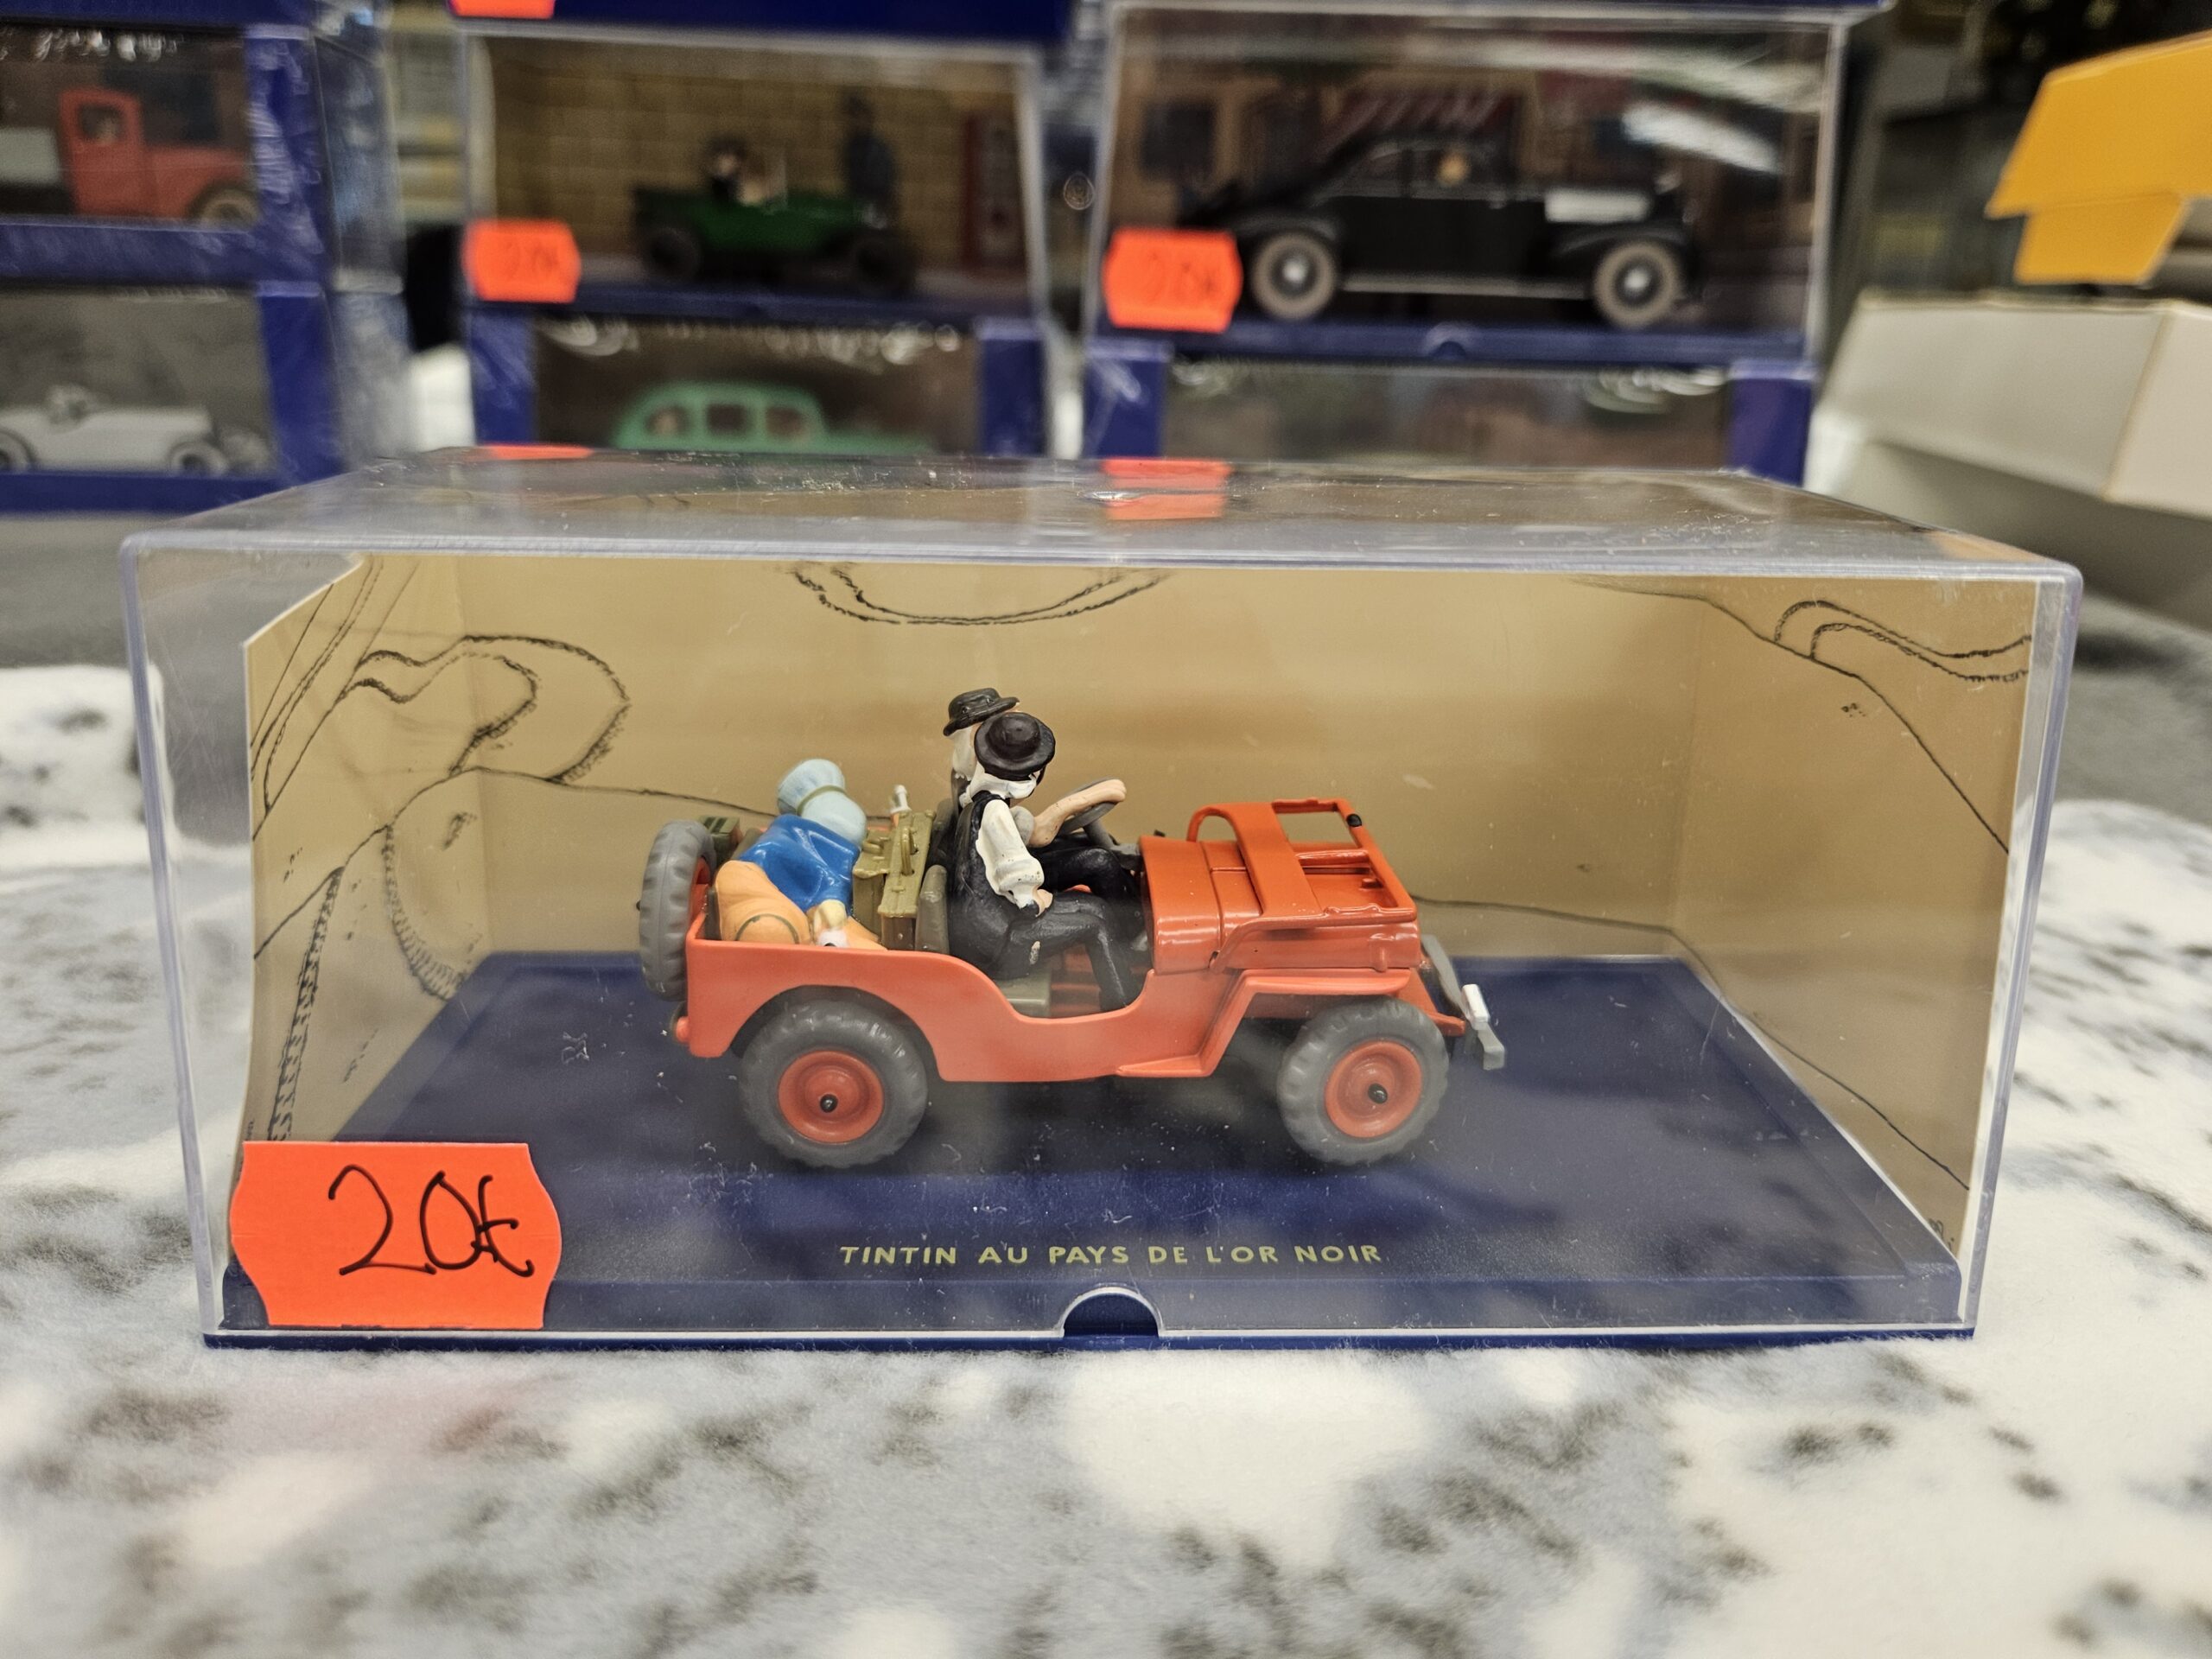 20€
TINTIN AU PAYS DE L'OR NOIR